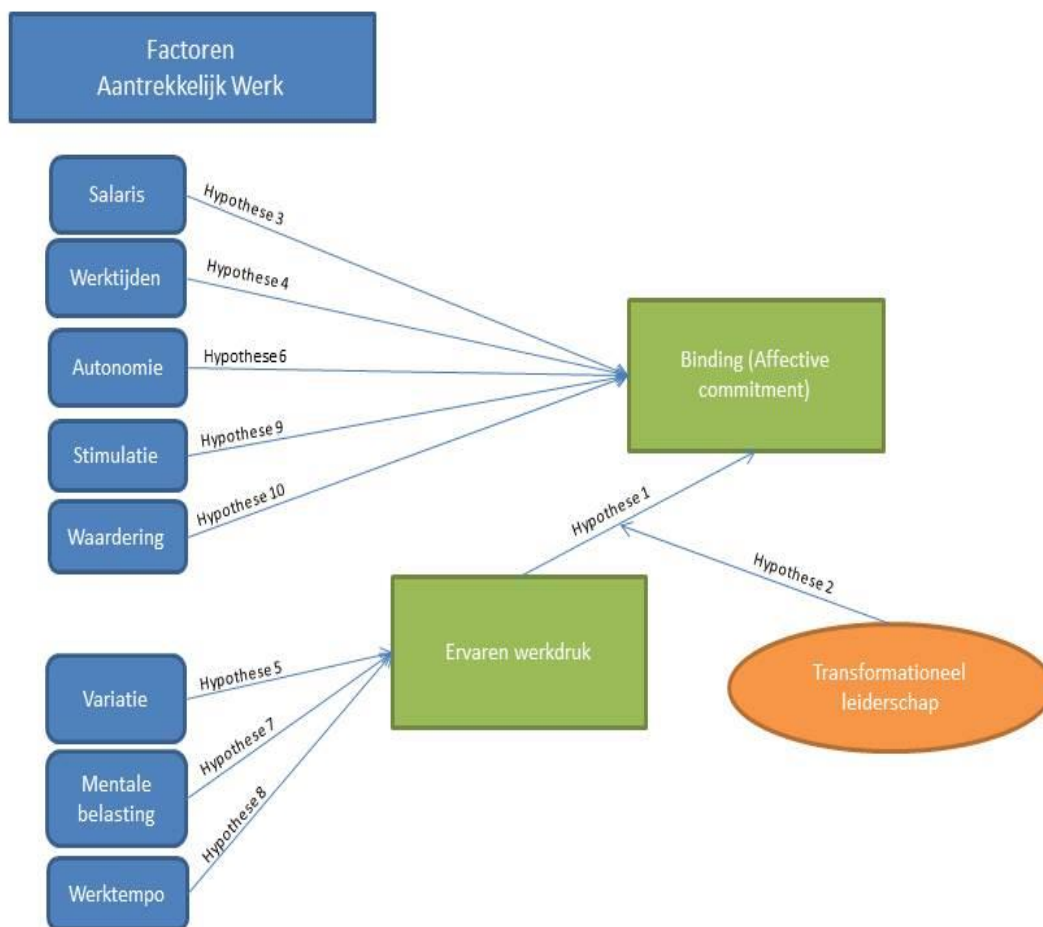 Factoren
Aantrekkelijk Werk
Salaris
Hypothese 3
Werktijden
Hypothese 4
Autonomie
Hypothese 6
Binding (Affective
commitment)
Stimulatie
Hypothese 9
Waardering
Hypothese 10
Hypothese 1
Hypothese 2
Ervaren werkdruk
Transformationeel
leiderschap
Variatie
Hypothese 5
Mentale
belasting
Hypothese 7
Werktempo
Hypothese 8